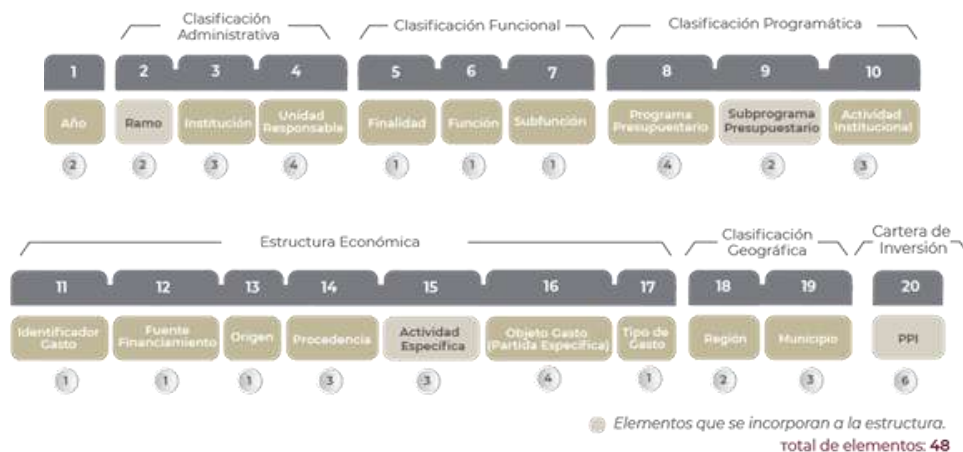 Clasificación
Administrativa
Clasificación Funcional
Clasificación Programática
1 2 3 4 5 6 7 8 9 10
Año
Ramo
Institución
Unidad
Responsable
Finalidad
Función
Subfunción
Programa
Presupuestario
Subprograma
Presupuestario
Actividad
Institucional
2 2 3 4 1 1 1 4 2 3
Estructura Económica
Clasificación
Geográfica
Cartera de
Inversión
11 12 13 14 15 16 17 18 19 20
Identificador
Gasto
Fuente
Financiamiento
Origen
Procedencia
Actividad
Específica
Objeto Gasto
(Partida Específica)
Tipo de
Gasto
Región
Municipio
PPI
1 1 1 3 3 4 1 2 3 6
Elementos que se incorporan a la estructura.
Total de elementos: 48